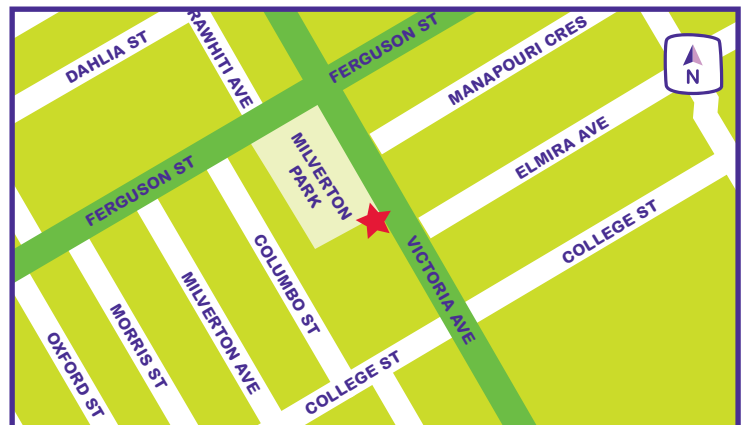 DAHLIA ST
RAWHITI AVE
FERGUSON ST
MANAPOURI CRES
N
ELMIRA AVE
MILVERTON
PARK
FERGUSON ST
COLLEGE ST
COLUMBO ST
VICTORIA AVE
MILVERTON AVE
MORRIS ST
OXFORD ST
COLLEGE ST